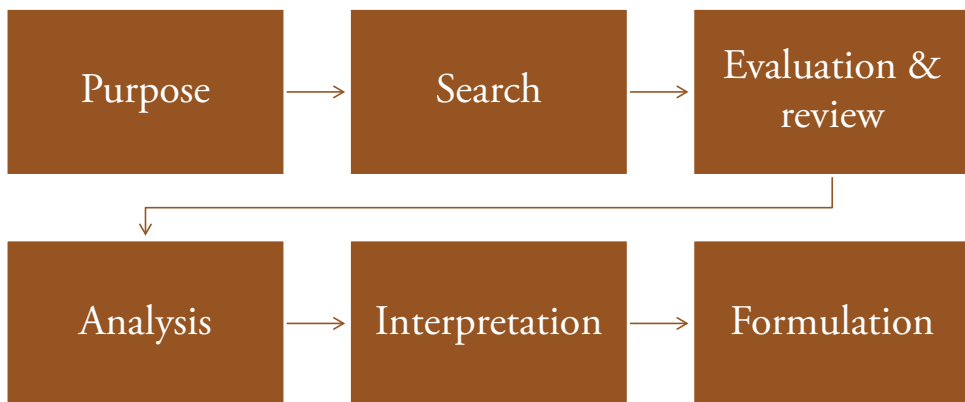 Purpose
Search
Evaluation &
review
Analysis
Interpretation
Formulation